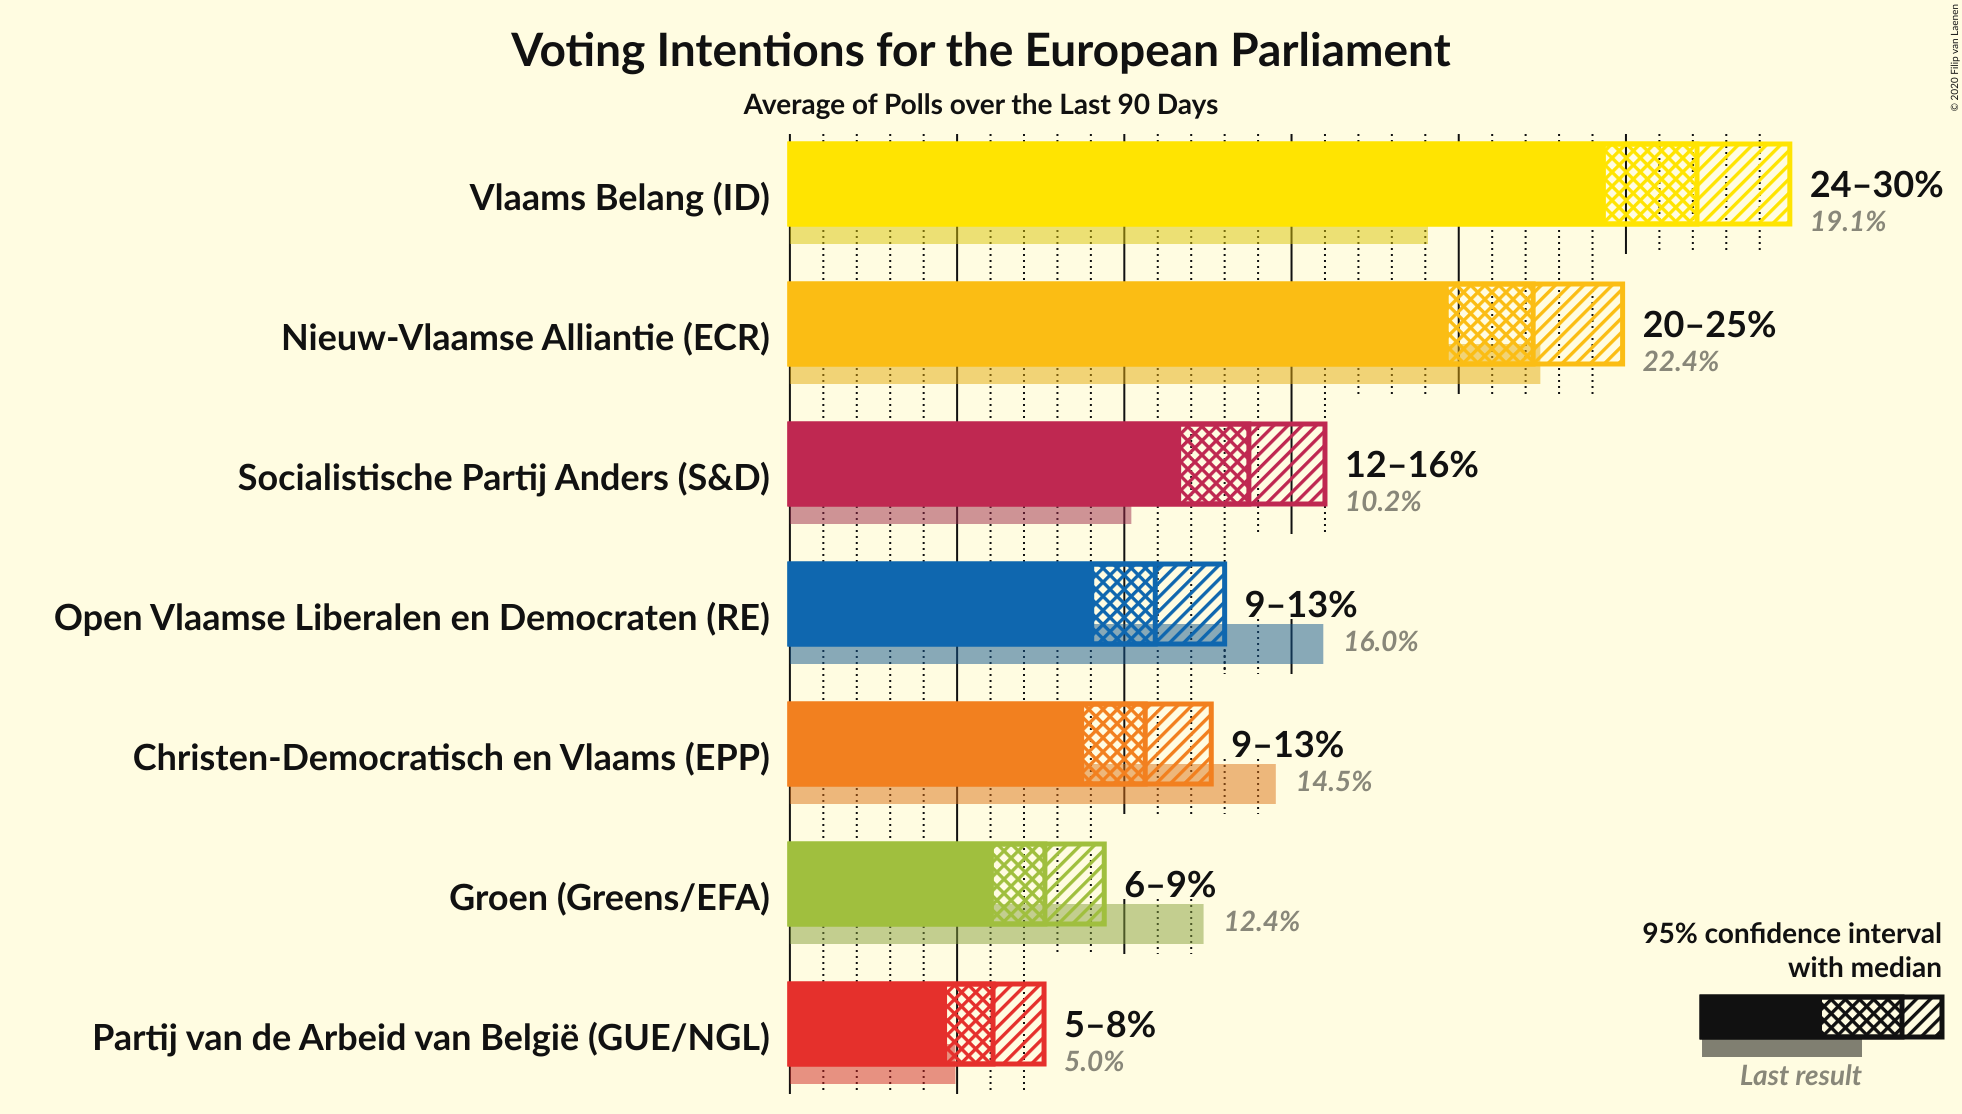 Voting Intentions for the European Parliament
Average of Polls over the Last 90 Days
© 2020 Filip van Laenen
Vlaams Belang (ID)
24–30%
19.1%
Nieuw-Vlaamse Alliantie (ECR)
20–25%
22.4%
Socialistische Partij Anders (S&D)
12–16%
10.2%
Open Vlaamse Liberalen en Democraten (RE)
9–13%
16.0%
Christen-Democratisch en Vlaams (EPP)
9–13%
14.5%
Groen (Greens/EFA)
6–9%
12.4%
Partij van de Arbeid van België (GUE/NGL)
5–8%
5.0%
95% confidence interval
with median
Last result